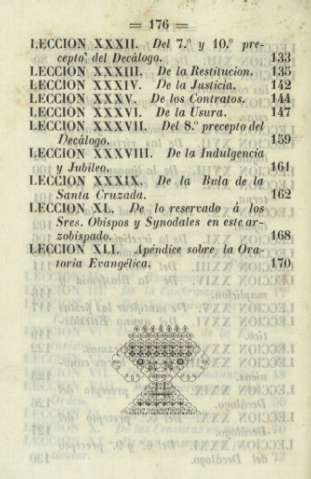 = 176 =
LECCION XXXII. Del 7.º y 10.º pre-
cepto del Decálogo. 133
LECCION XXXIII. De la Restitucion. 135
LECCION XXXIV. De la Justicia. 142
LECCION XXXV. De los Contratos. 144
LECCION XXXVI. De la Usura. 147
LECCION XXXVII. Del 8.º precepto del
Decálogo. 159
LECCION XXXVIII. De la Indulgencia
y Jubileo. 161
LECCION XXXIX. De la Bula de la
Santa Cruzada. 162
LECCION XL. De lo reservado á los
Sres. Obispos y Synodales en este ar-
zobispado. 168
LECCION XLI. Apéndice sobre la Ora-
toria Evangélica. 170